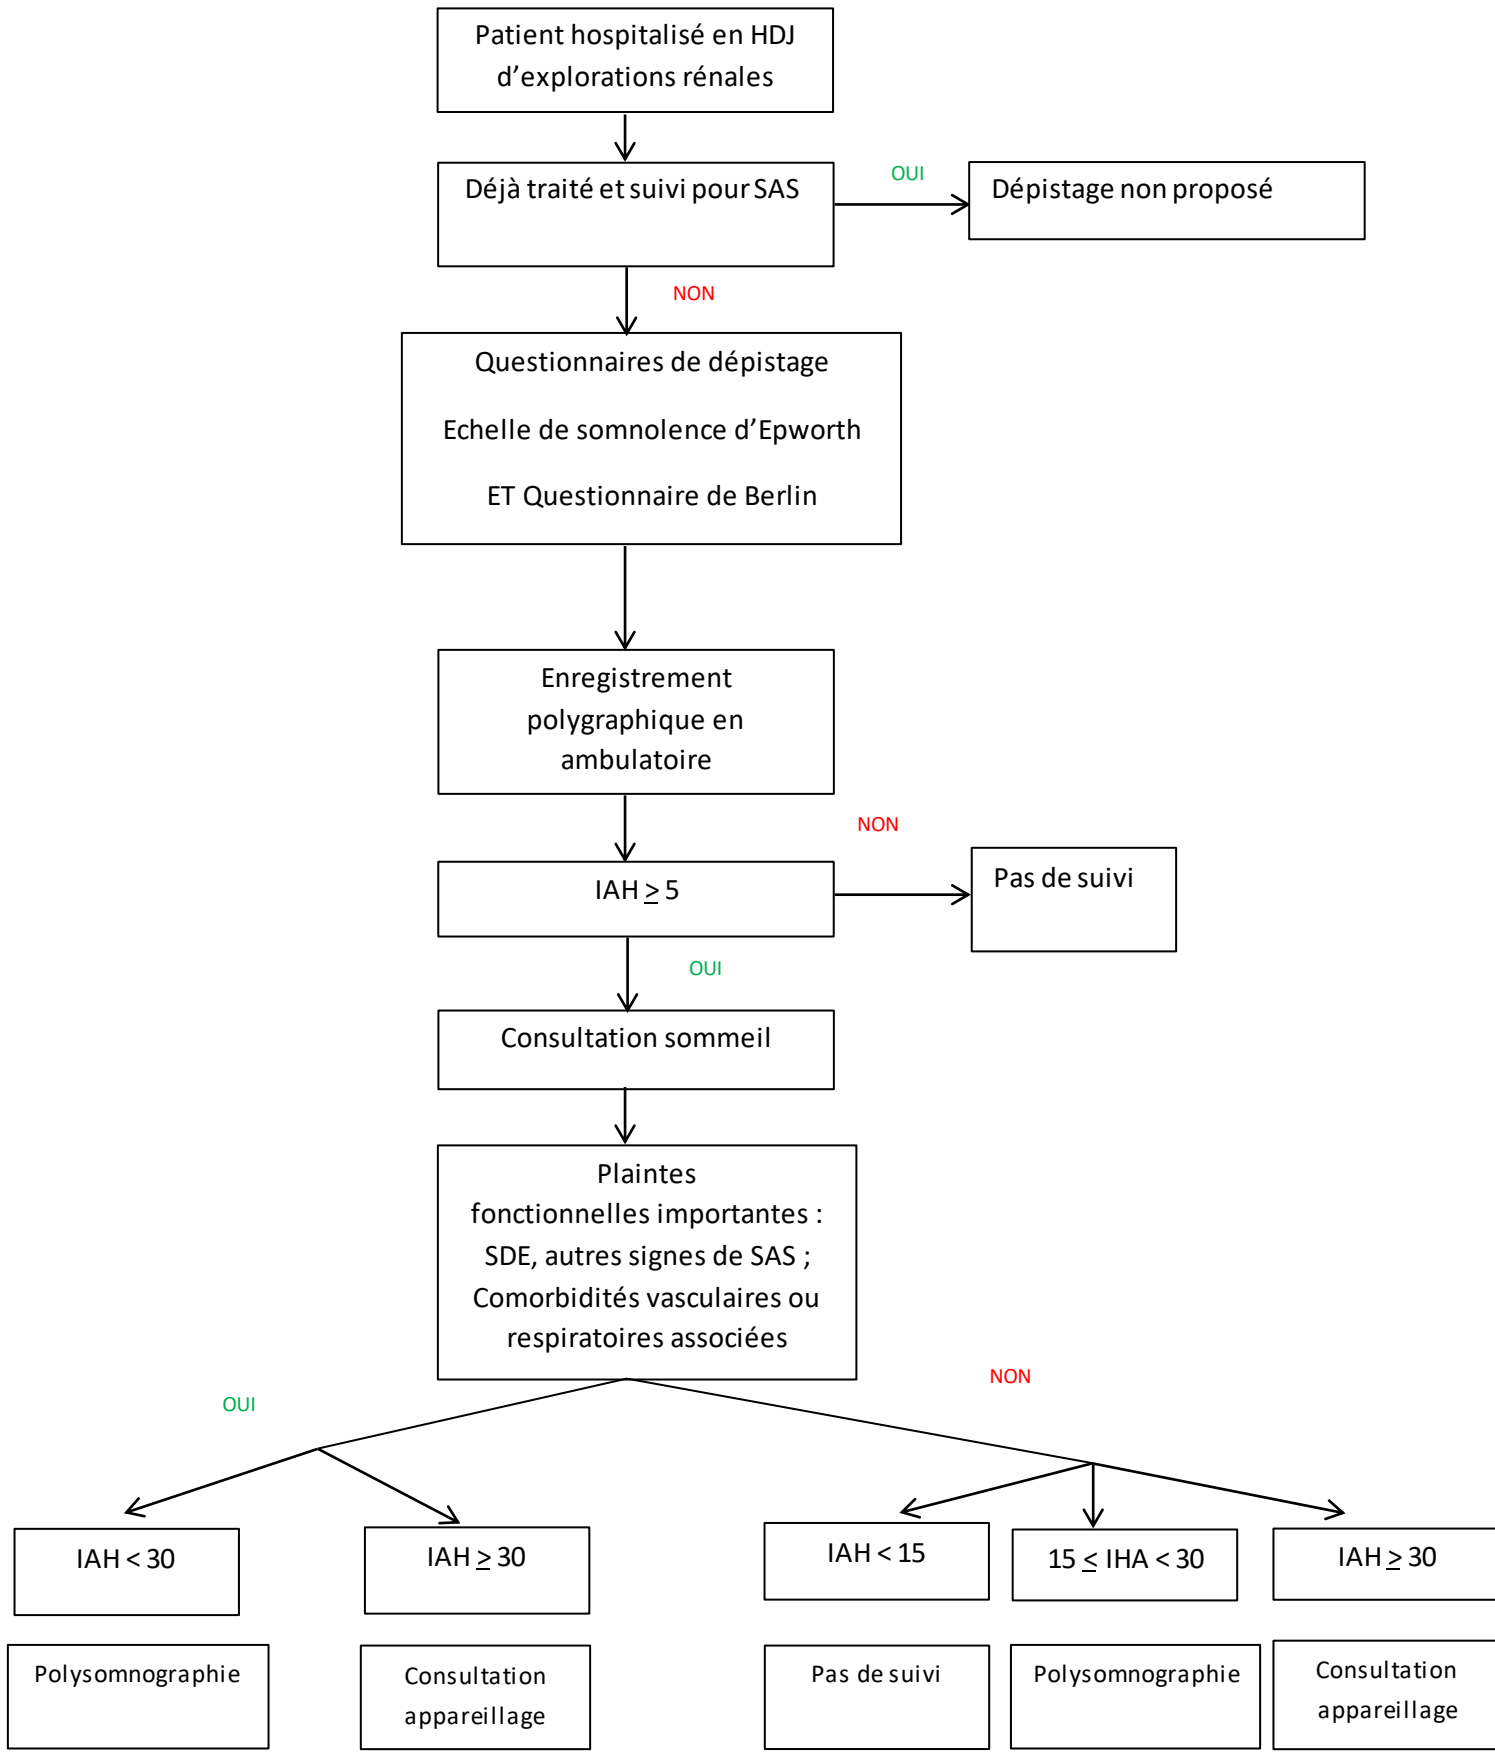 Patient hospitalisé en HDJ
d’explorations rénales
Déjà traité et suivi pour SAS
OUI
Dépistage non proposé
NON
Questionnaires de dépistage
Echelle de somnolence d’Epworth
ET Questionnaire de Berlin
Enregistrement
polygraphique en
ambulatoire
NON
IAH ≥ 5
Pas de suivi
OUI
Consultation sommeil
Plaintes
fonctionnelles importantes :
SDE, autres signes de SAS ;
Comorbidités vasculaires ou
respiratoires associées
OUI
NON
IAH < 30
IAH ≥ 30
IAH < 15
15 ≤ IHA < 30
IAH ≥ 30
Polysomnographie
Consultation
appareillage
Pas de suivi
Polysomnographie
Consultation
appareillage